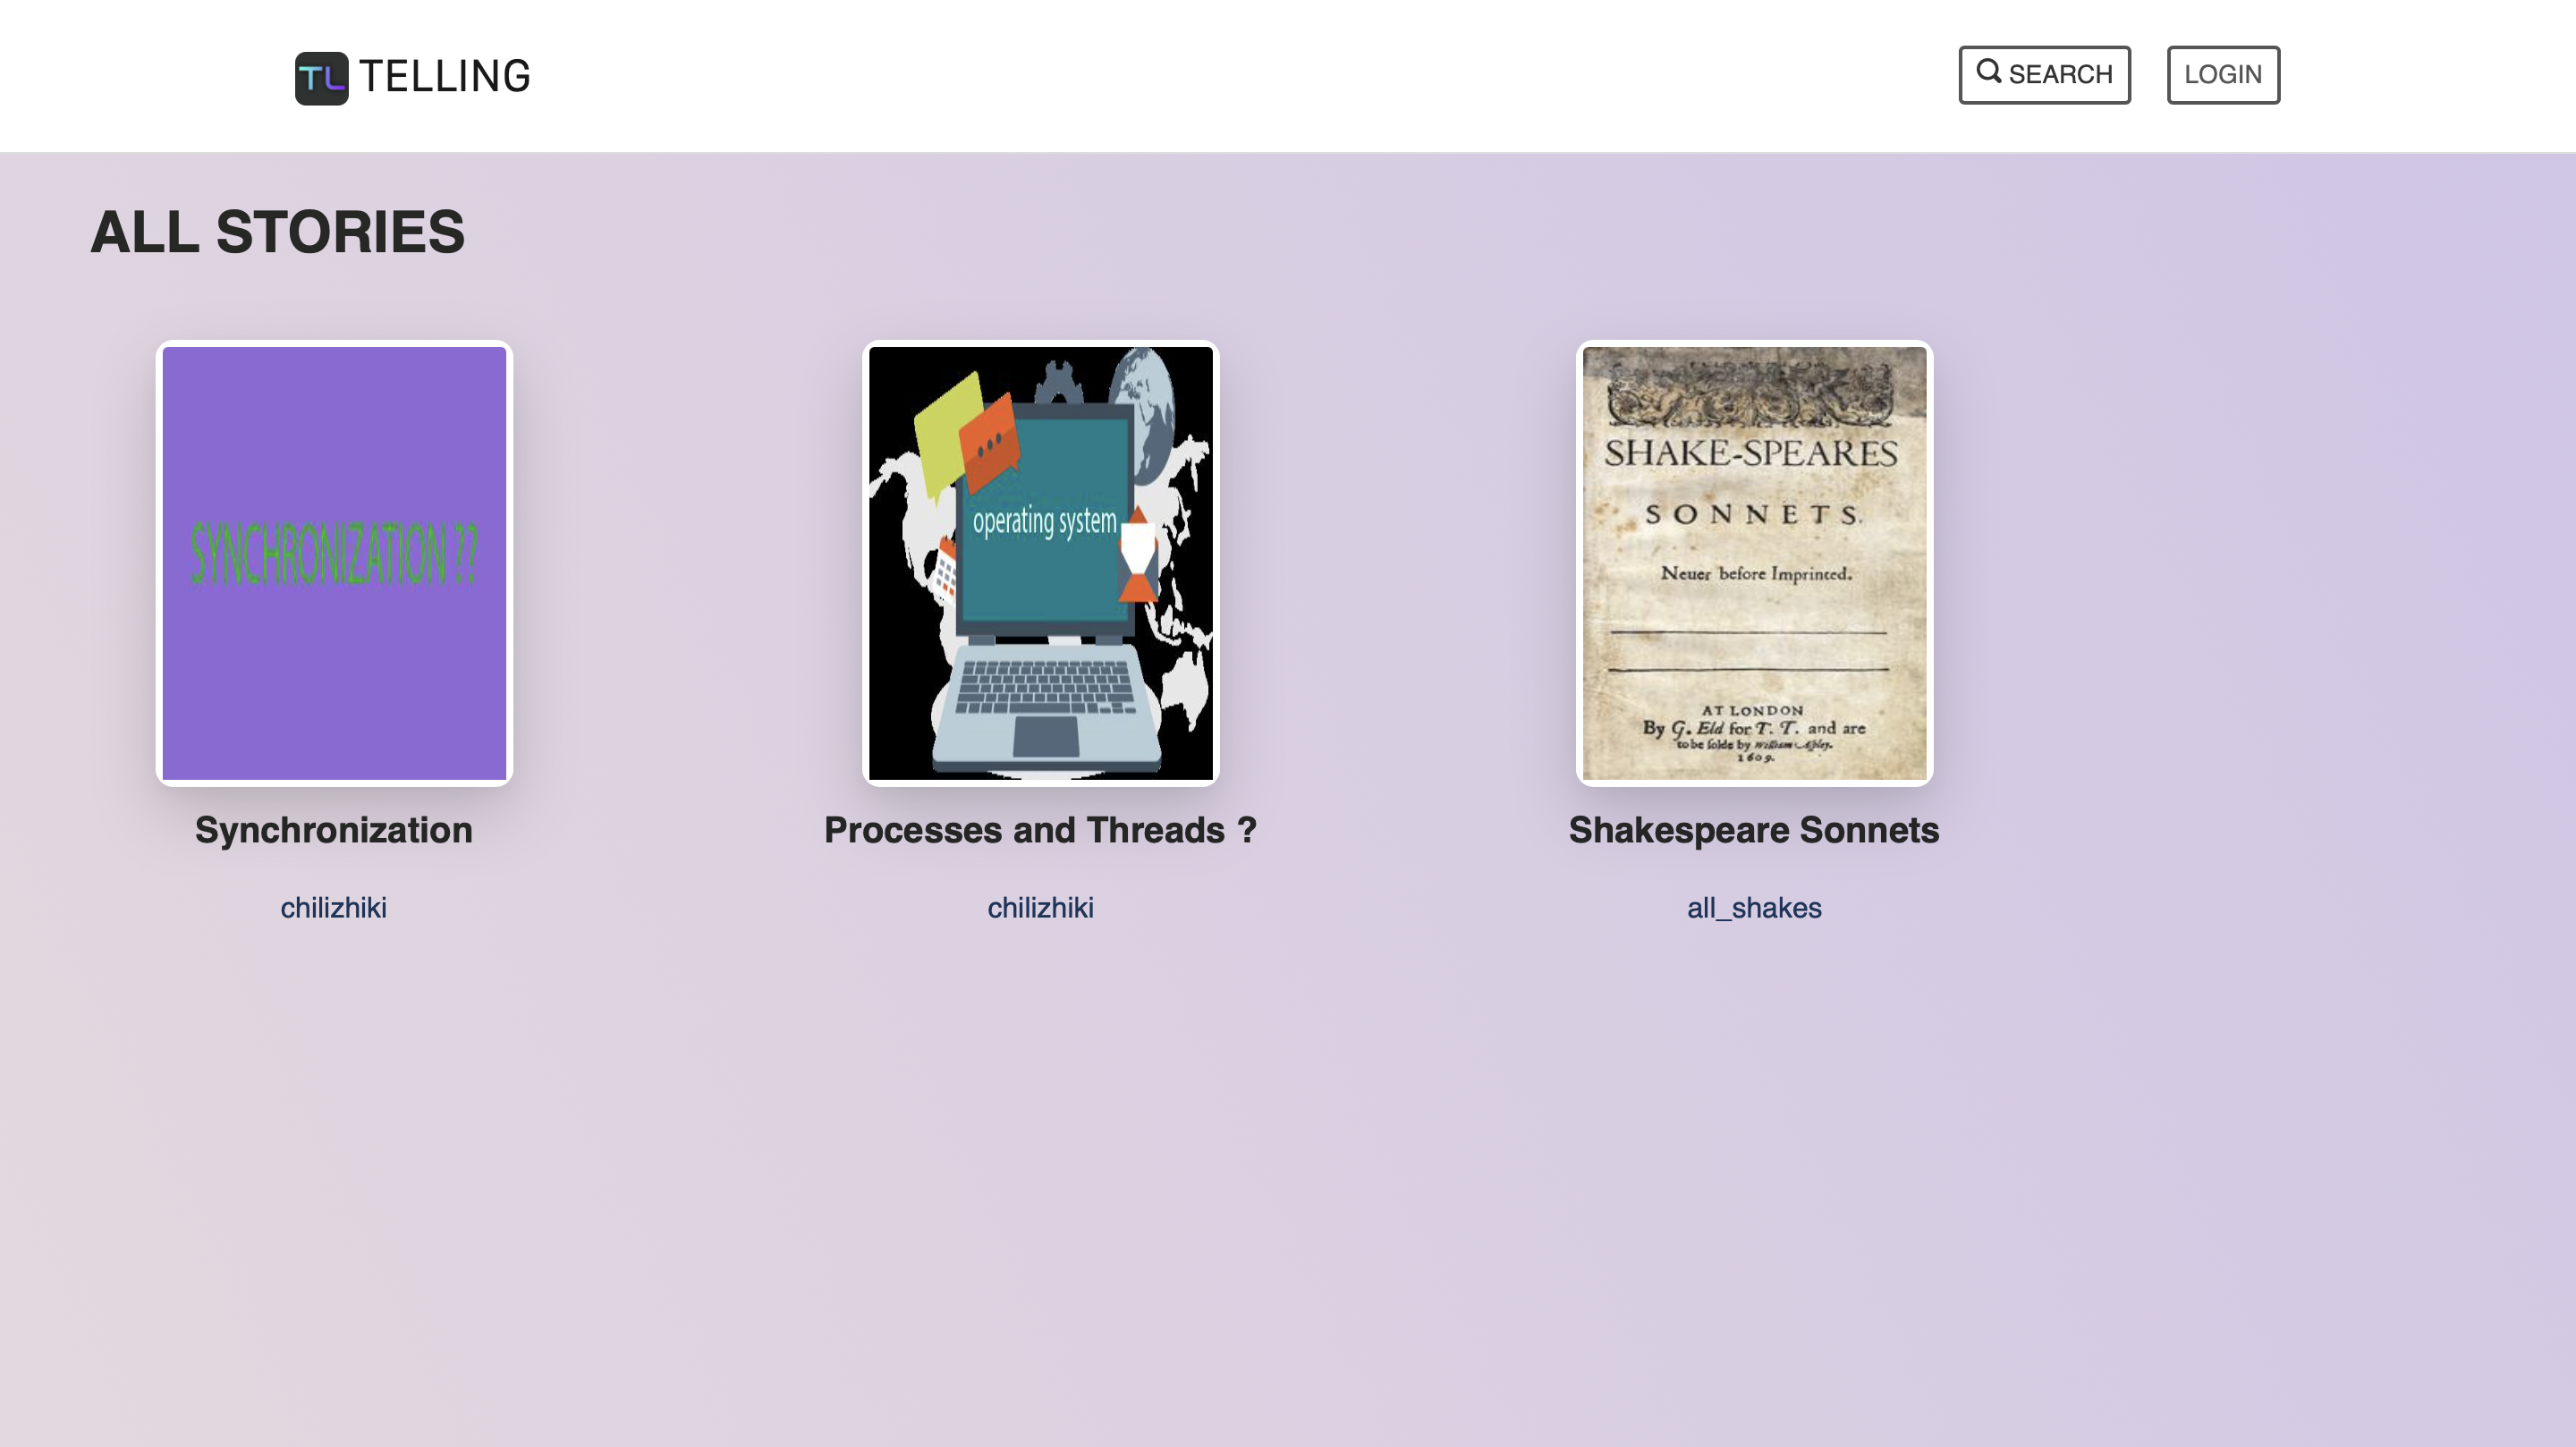 TL TELLING
SEARCH
LOGIN
ALL STORIES
SYNCHRONIZATION ??
operating system
SHAKE-SPEARES
SONNETS.
Neuer before Imprinted.
AT LONDON
By G. Eld for T. T. and are
to be solde by William Aspley.
1609.
Synchronization
Processes and Threads ?
Shakespeare Sonnets
chilizhiki
chilizhiki
all_shakes